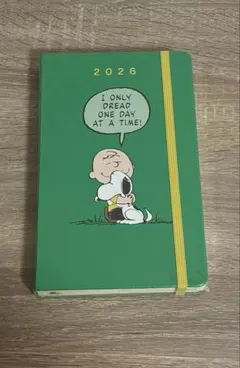 2026
I ONLY
DREAD
ONE DAY
AT A TIME!